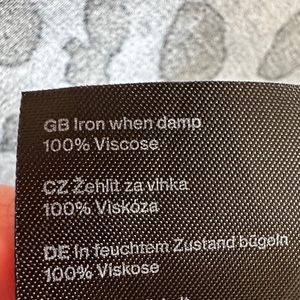 GB Iron when damp
100% Viscose
CZ Žehlit za vlhka
100% Viskóza
DE In feuchtem Zustand bügeln
100% Viskose